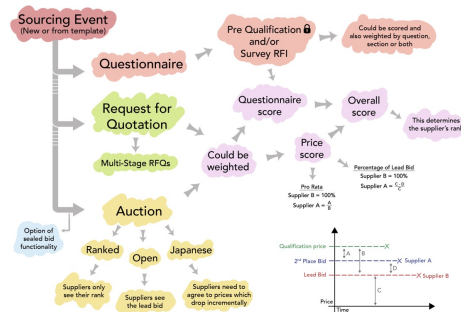 Sourcing Event
(New or from template)
Questionnaire
Pre Qualification
and/or
Survey RFI
Could be scored and
also weighted by question,
section or both
Request for
Quotation
Multi-Stage RFQs
Could be
weighted
Questionnaire
score
Overall
score
This determines
the supplier's rank
Price
score
Percentage of Lead Bid
Supplier B = 100%
Supplier A = C-D
C
Pro Rata
Supplier B = 100%
Supplier A = A
B
Option of
sealed bid
functionality
Auction
Ranked
Open
Japanese
Suppliers only
see their rank
Suppliers see
the lead bid
Suppliers need to
agree to prices which
drop incrementally
Qualification price
A
B
2nd Place Bid
Supplier A
D
Lead Bid
Supplier B
C
Price
Time